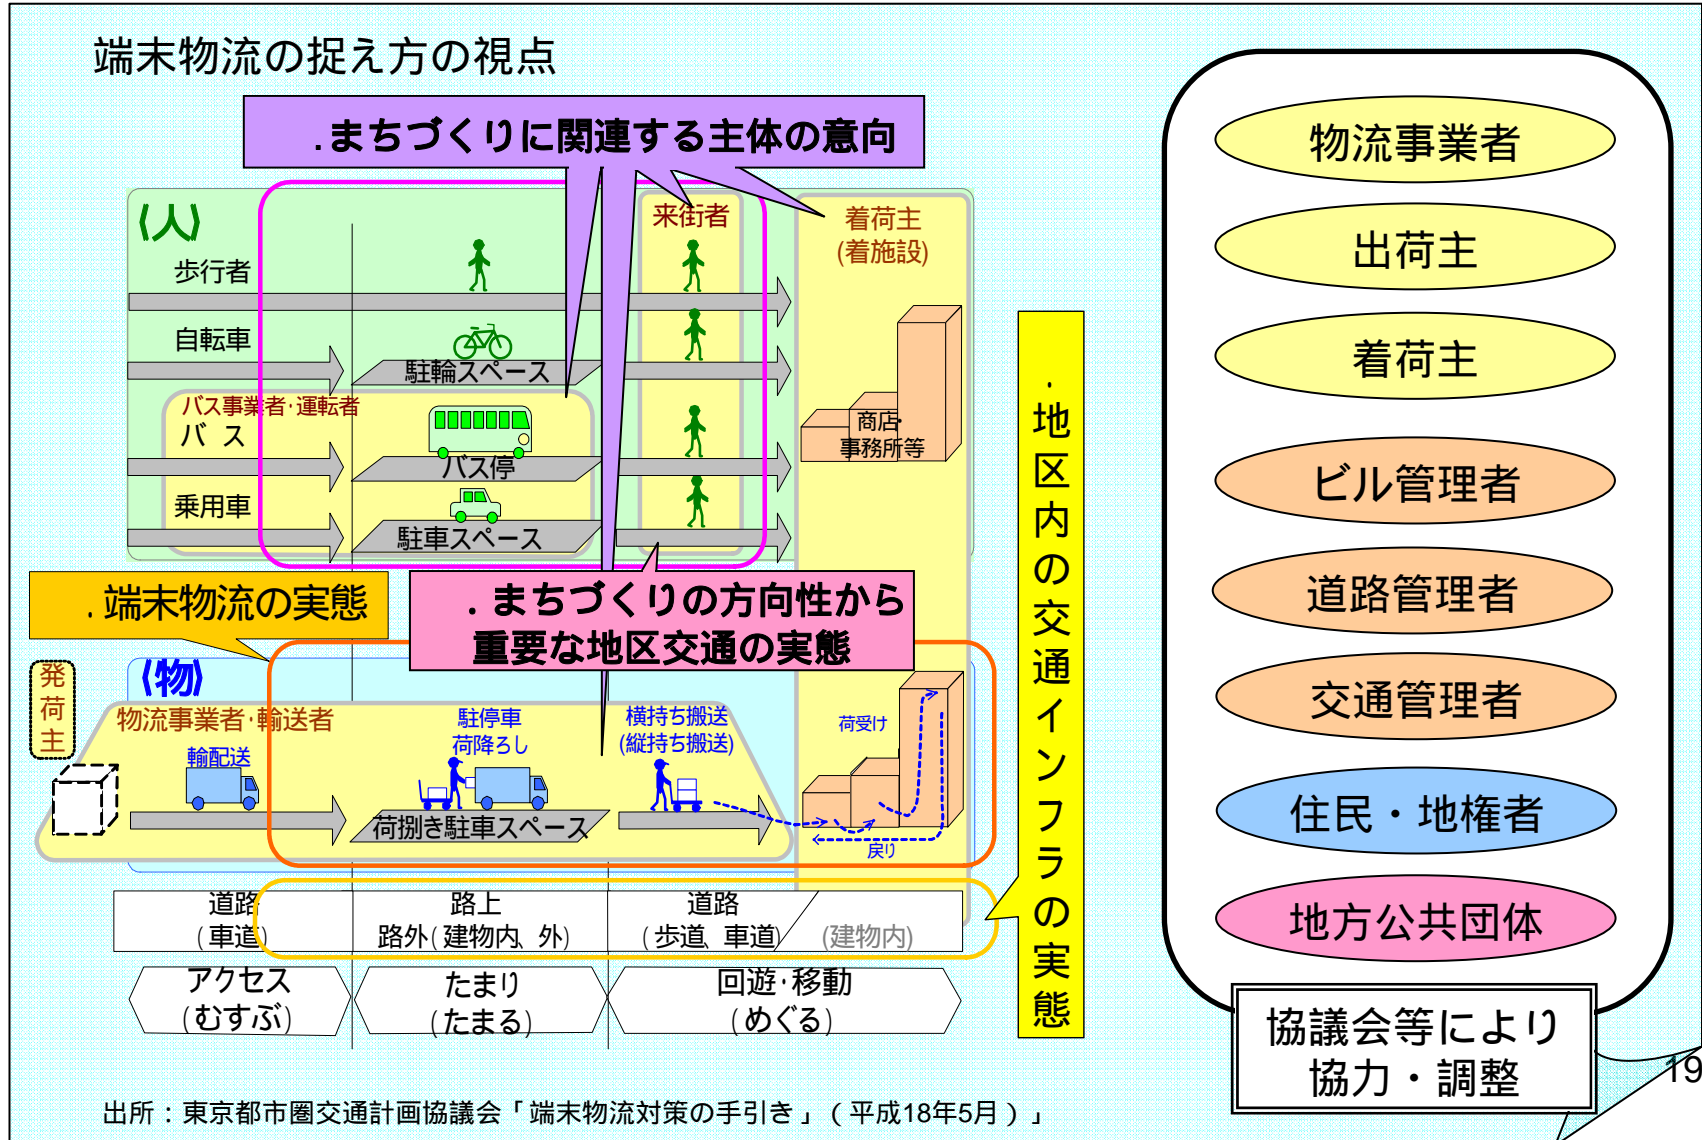 端末物流の捉え方の視点
.まちづくりに関連する主体の意向
《人》
来街者
着荷主
(着施設)
歩行者
自転車
駐輪スペース
バス事業者・運転者
バ ス
バス停
商店・
事務所等
乗用車
駐車スペース
.端末物流の実態
.まちづくりの方向性から
重要な地区交通の実態
.地区内の交通インフラの実態
発荷主
《物》
物流事業者・輸送者
輸配送
駐停車
荷降ろし
横持ち搬送
(縦持ち搬送)
荷受け
荷捌き駐車スペース
戻り
道路
(車道)
路上
路外(建物内、外)
道路
(歩道、車道)
(建物内)
アクセス
(むすぶ)
たまり
(たまる)
回遊・移動
(めぐる)
物流事業者
出荷主
着荷主
ビル管理者
道路管理者
交通管理者
住民・地権者
地方公共団体
協議会等により
協力・調整
19
出所：東京都市圏交通計画協議会「端末物流対策の手引き」（平成18年5月）」